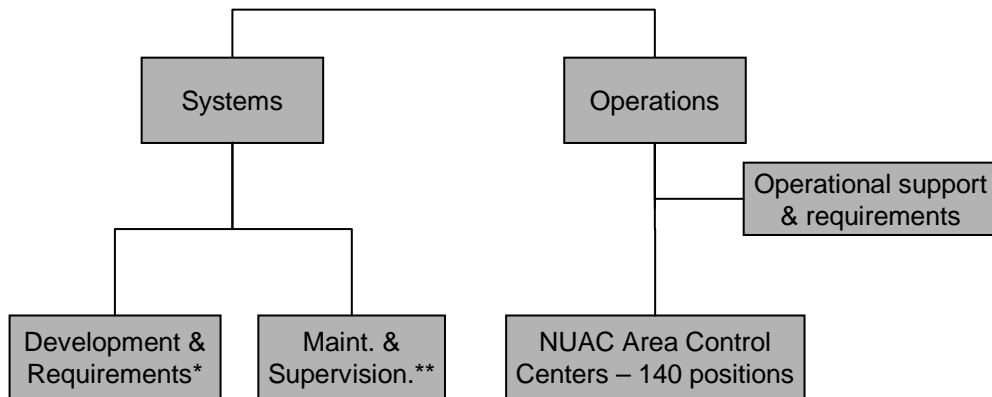 Systems
Operations
Operational support
& requirements
Development &
Requirements*
Maint. &
Supervision.**
NUAC Area Control
Centers – 140 positions